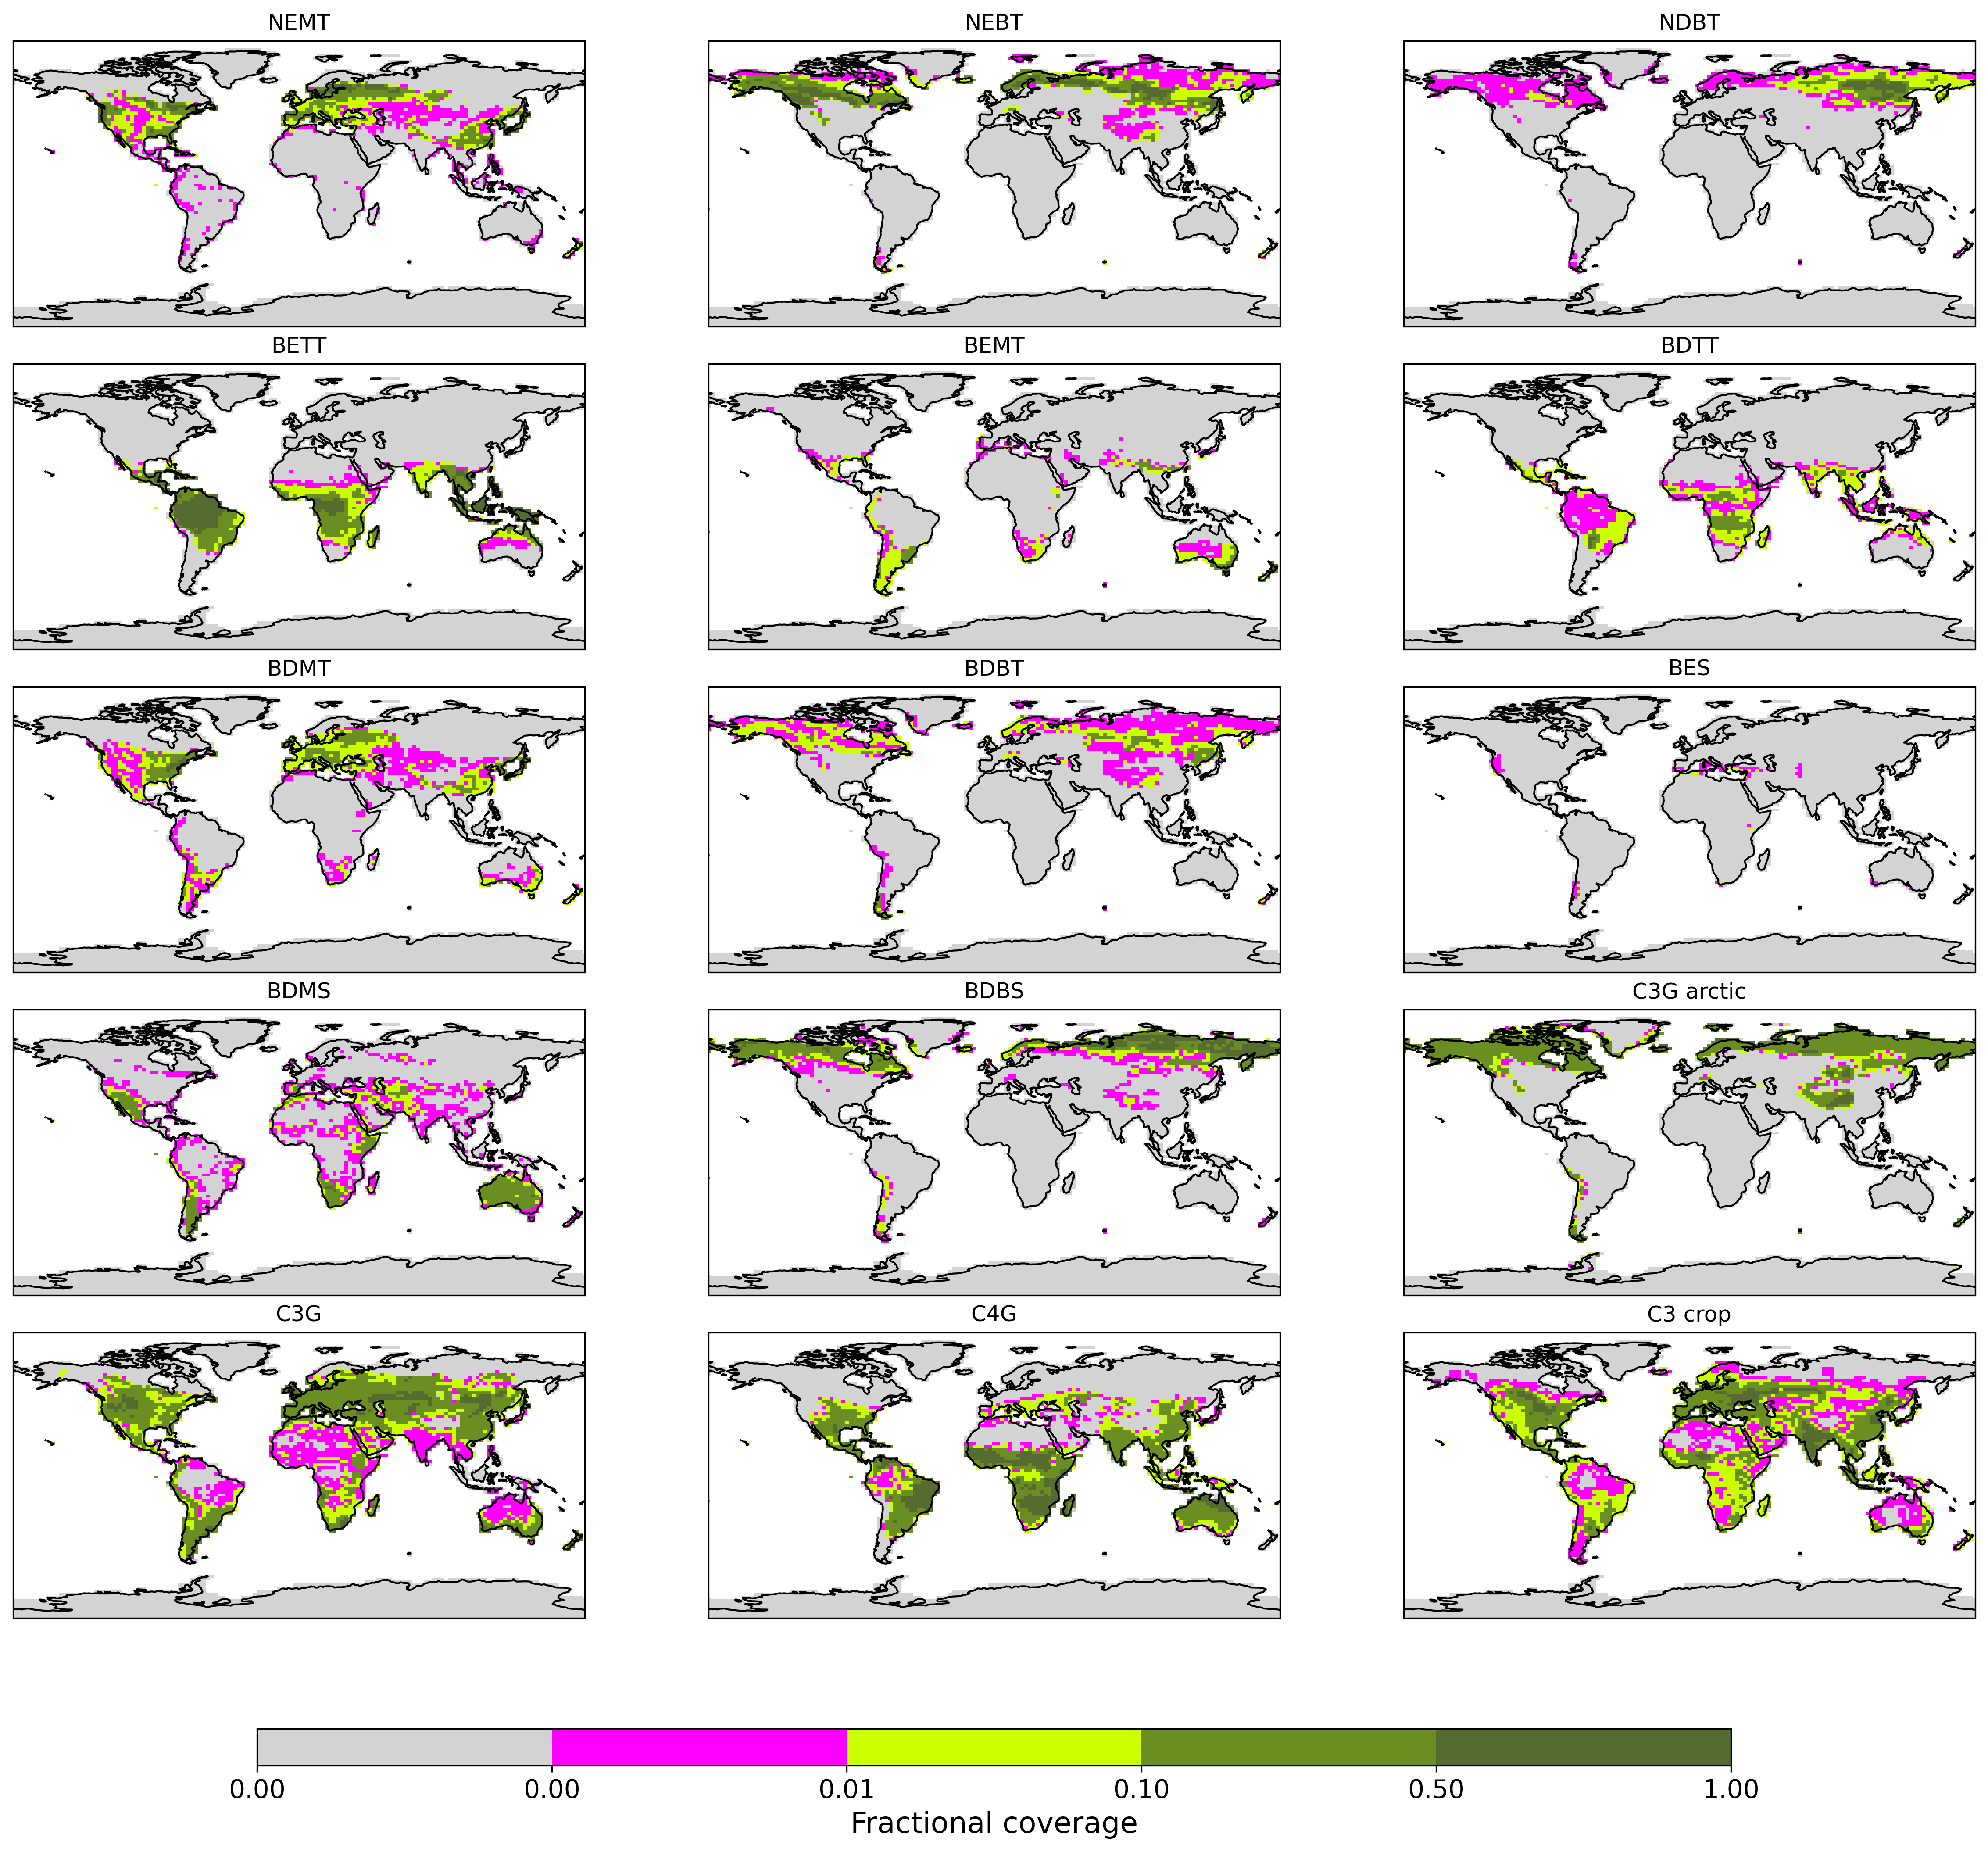 NEMT
NEBT
NDBT
BETT
BEMT
BDTT
BDMT
BDBT
BES
BDMS
BDBS
C3G arctic
C3G
C4G
C3 crop
0.00 0.00 0.01 0.10 0.50 1.00
Fractional coverage